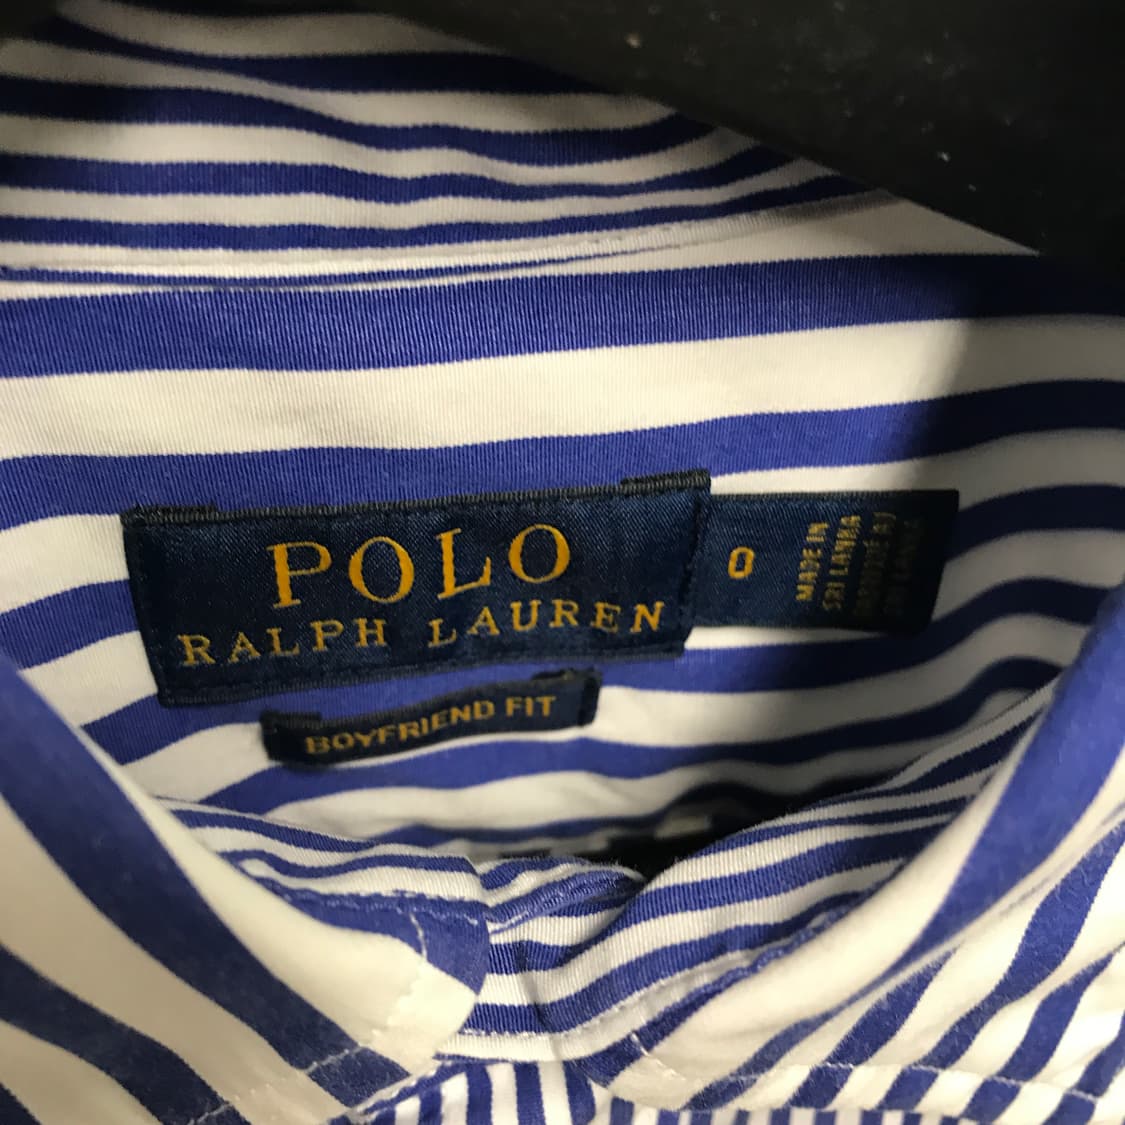 POLO
RALPH LAUREN
0
MADE IN
SRI LANKA
BOYFRIEND FIT